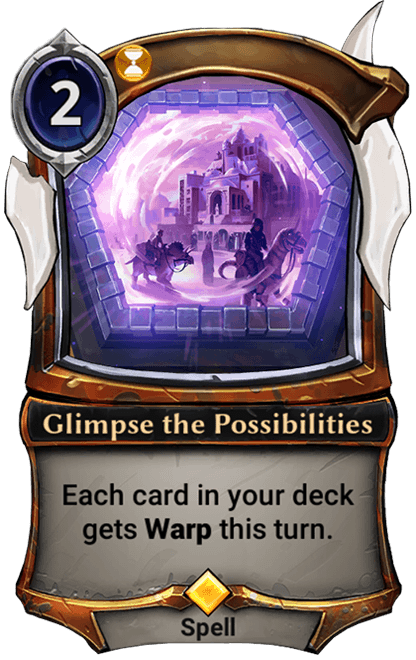 2
Glimpse the Possibilities
Each card in your deck
gets Warp this turn.
Spell